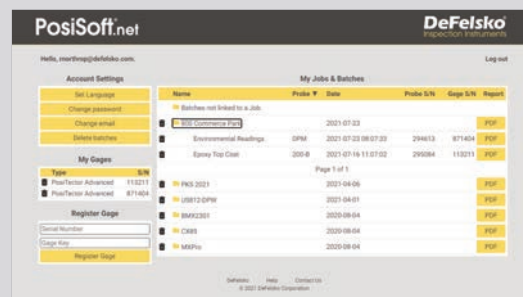 PosiSoft.net
DeFelsko
Inspection Instruments
Hello, rnorthrop@defelsko.com.
Log out
Account Settings
Set Language
Change password
Change email
Delete batches
My Gages
Type S/N
PosiTector Advanced 113211
PosiTector Advanced 871404
Register Gage
Serial Number
Gage Key
Register Gage
My Jobs & Batches
Name Probe ▼ Date Probe S/N Gage S/N Report
Batches not linked to a Job
800 Commerce Park 2021-07-23 PDF
Environmental Readings DPM 2021-07-23 08:07:33 294613 871404 PDF
Epoxy Top Coat 200-B 2021-07-16 11:07:02 295084 113211 PDF
Page 1 of 1
PKS 2021 2021-04-06 PDF
US812-DPW 2021-04-01 PDF
BMX2301 2020-08-04 PDF
CX85 2020-08-04 PDF
MXPro 2020-08-04 PDF
DeFelsko Help Contact Us
© 2021 DeFelsko Corporation